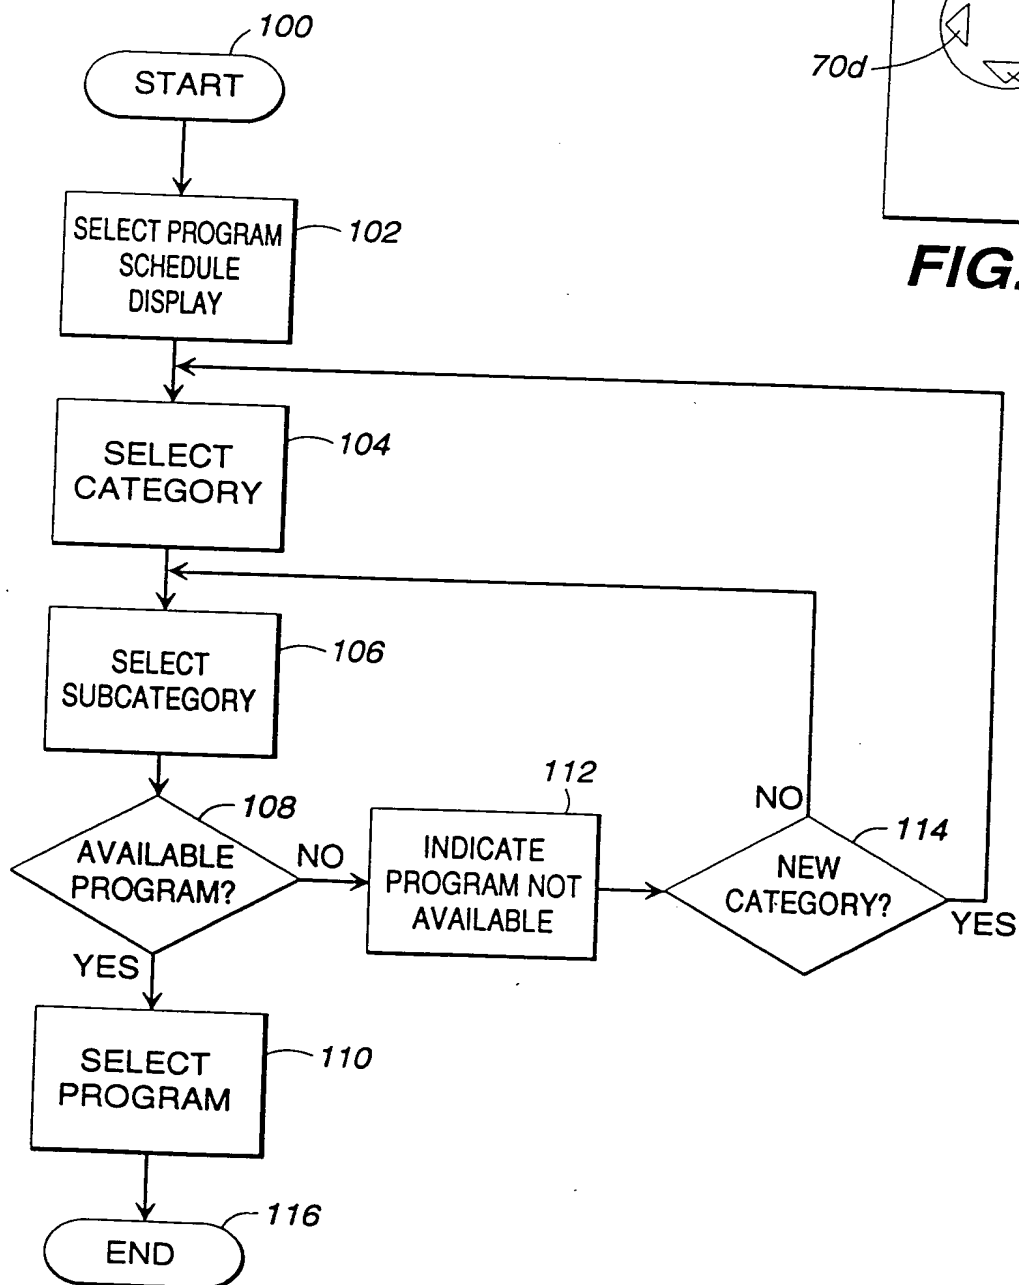 100
START
70d
SELECT PROGRAM
SCHEDULE
DISPLAY
102
FIG.
SELECT
CATEGORY
104
SELECT
SUBCATEGORY
106
112
NO
108
114
AVAILABLE
PROGRAM?
NO
INDICATE
PROGRAM NOT
AVAILABLE
NEW
CATEGORY?
YES
YES
SELECT
PROGRAM
110
116
END